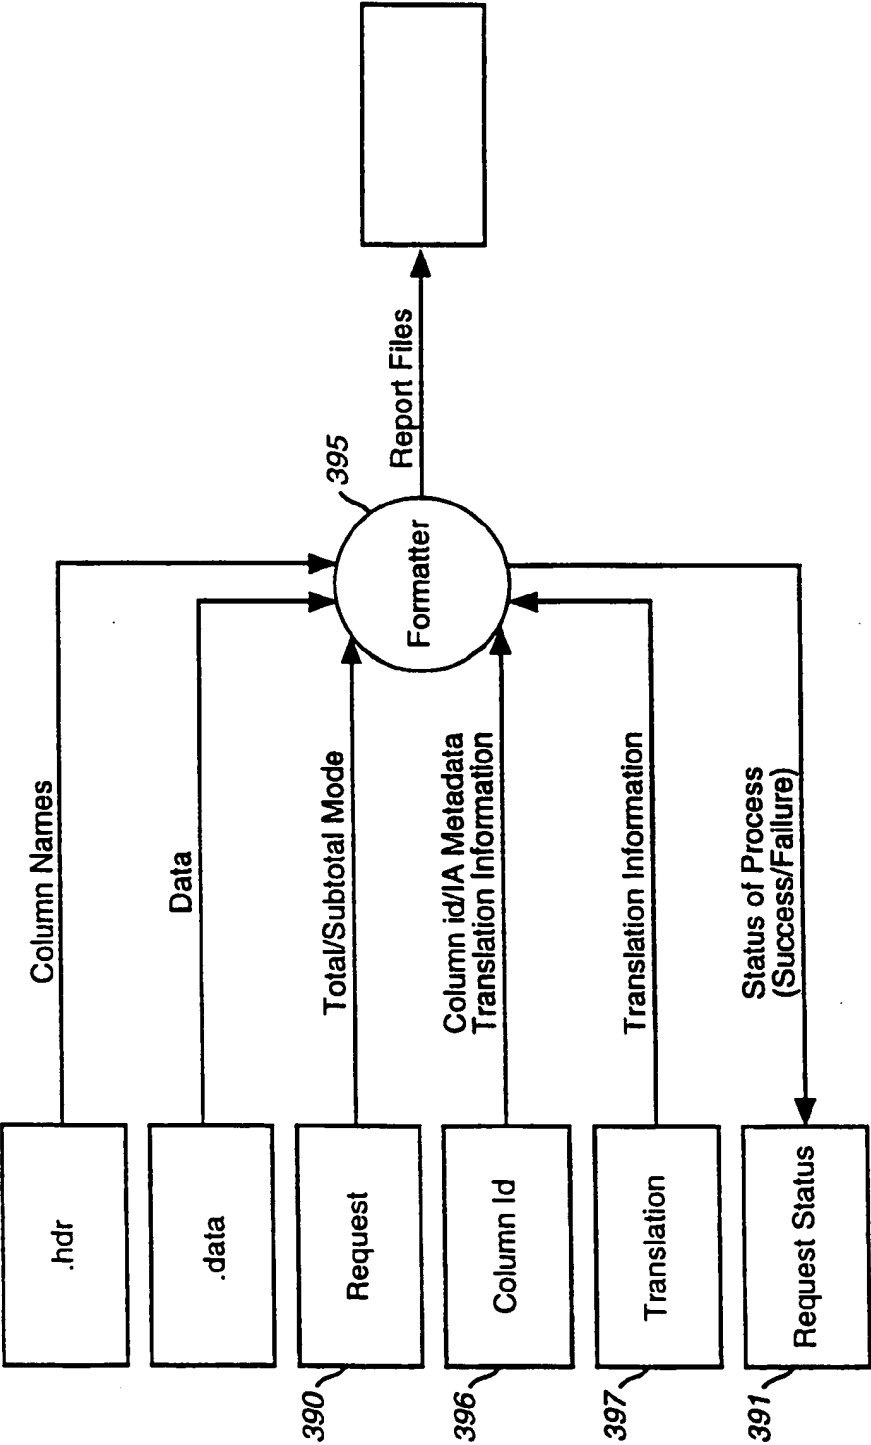 .hdr
Column Names
.data
Data
390
Request
Total/Subtotal Mode
396
Column Id
Column id/IA Metadata
Translation Information
397
Translation
Translation Information
391
Request Status
Status of Process
(Success/Failure)
Formatter
395
Report Files